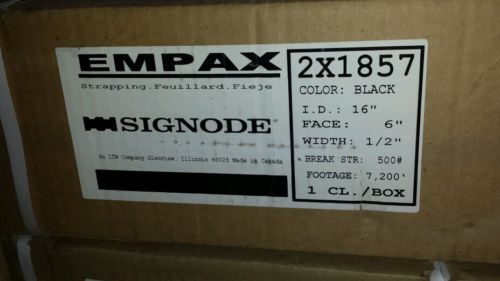 EMPAX
Strapping.Feuillard.Fieje
SIGNODE
An ITW Company Glenview, Illinois 60025 Made in Canada
2X1857
COLOR: BLACK
I.D.: 16"
FACE: 6"
WIDTH: 1/2"
BREAK STR: 500#
FOOTAGE: 7,200'
1 CL./BOX